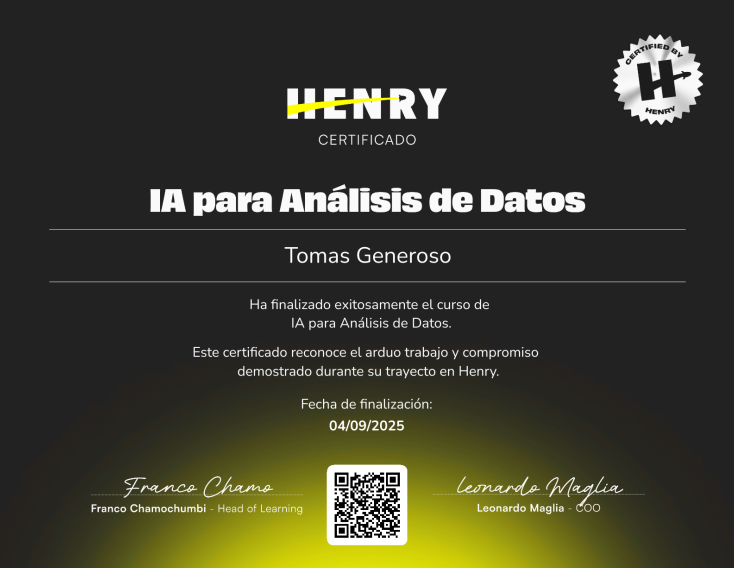 CERTIFIED BY
H
HENRY
HENRY
CERTIFICADO
IA para Análisis de Datos
Tomas Generoso
Ha finalizado exitosamente el curso de
IA para Análisis de Datos.
Este certificado reconoce el arduo trabajo y compromiso
demostrado durante su trayecto en Henry.
Fecha de finalización:
04/09/2025
Franco Chamo
Franco Chamochumbi - Head of Learning
Leonardo Maglia
Leonardo Maglia - COO